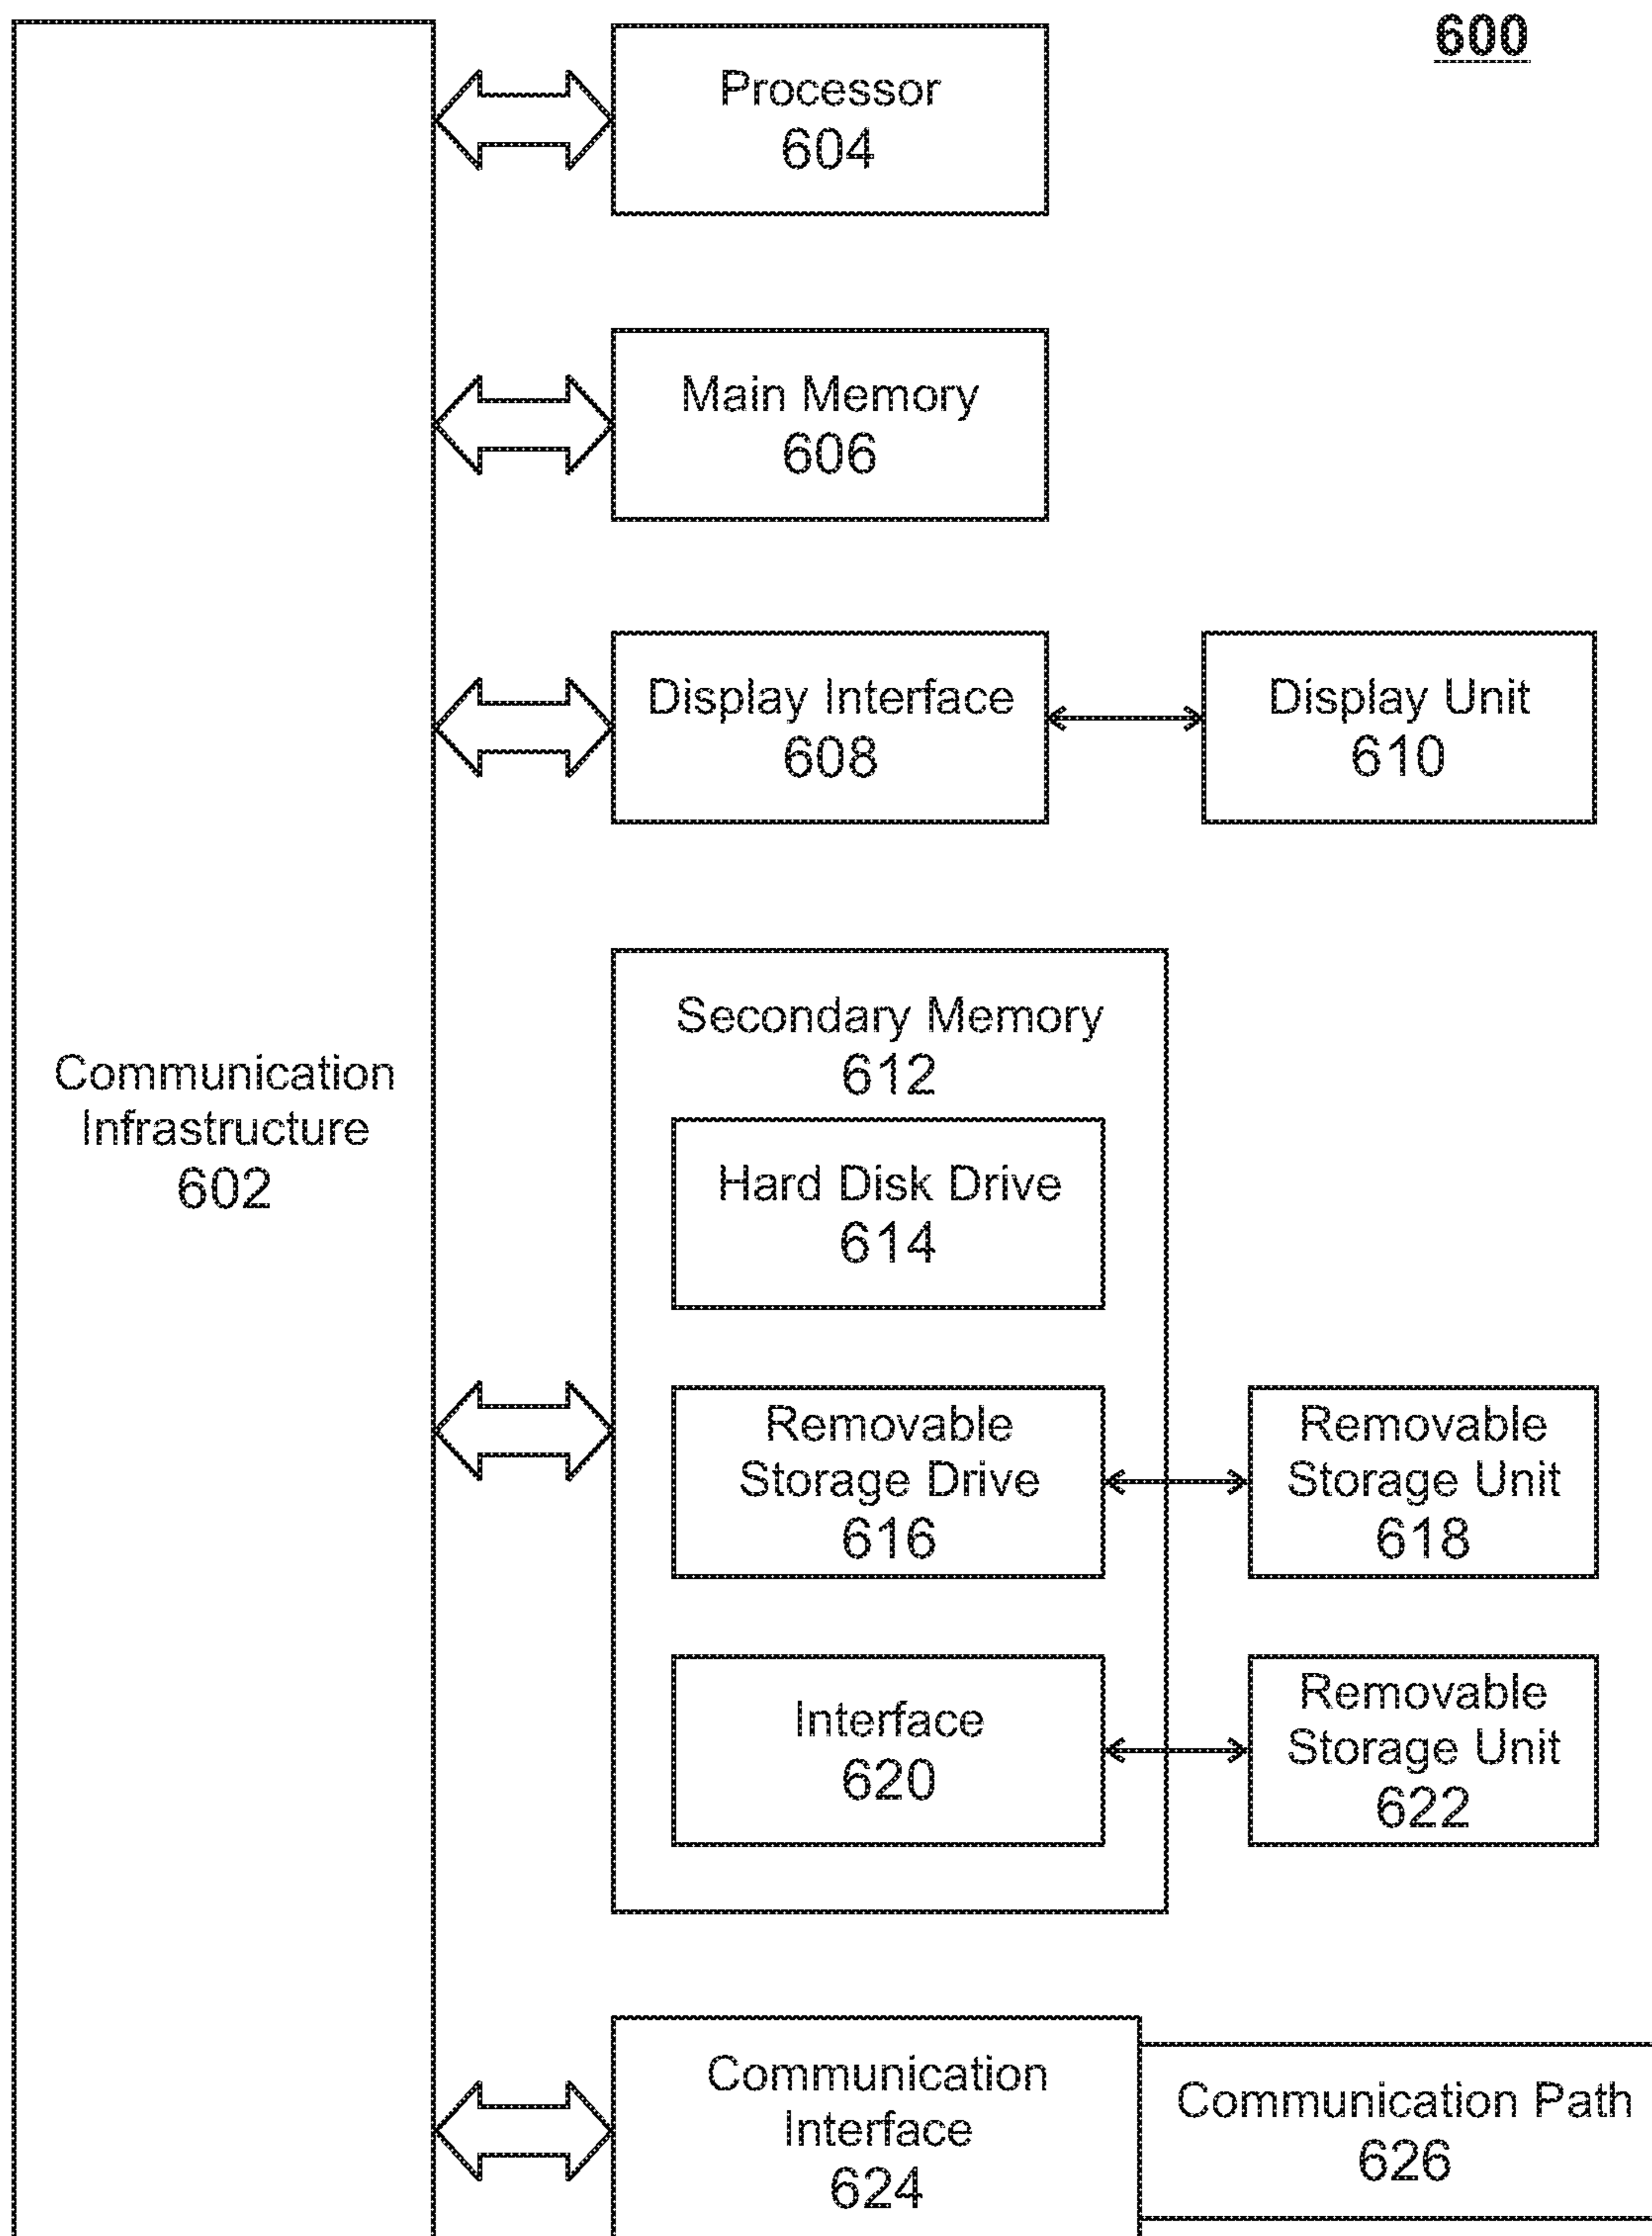 600
Processor
604
Main Memory
606
Display Interface
608
Display Unit
610
Communication
Infrastructure
602
Secondary Memory
612
Hard Disk Drive
614
Removable
Storage Drive
616
Removable
Storage Unit
618
Interface
620
Removable
Storage Unit
622
Communication
Interface
624
Communication Path
626